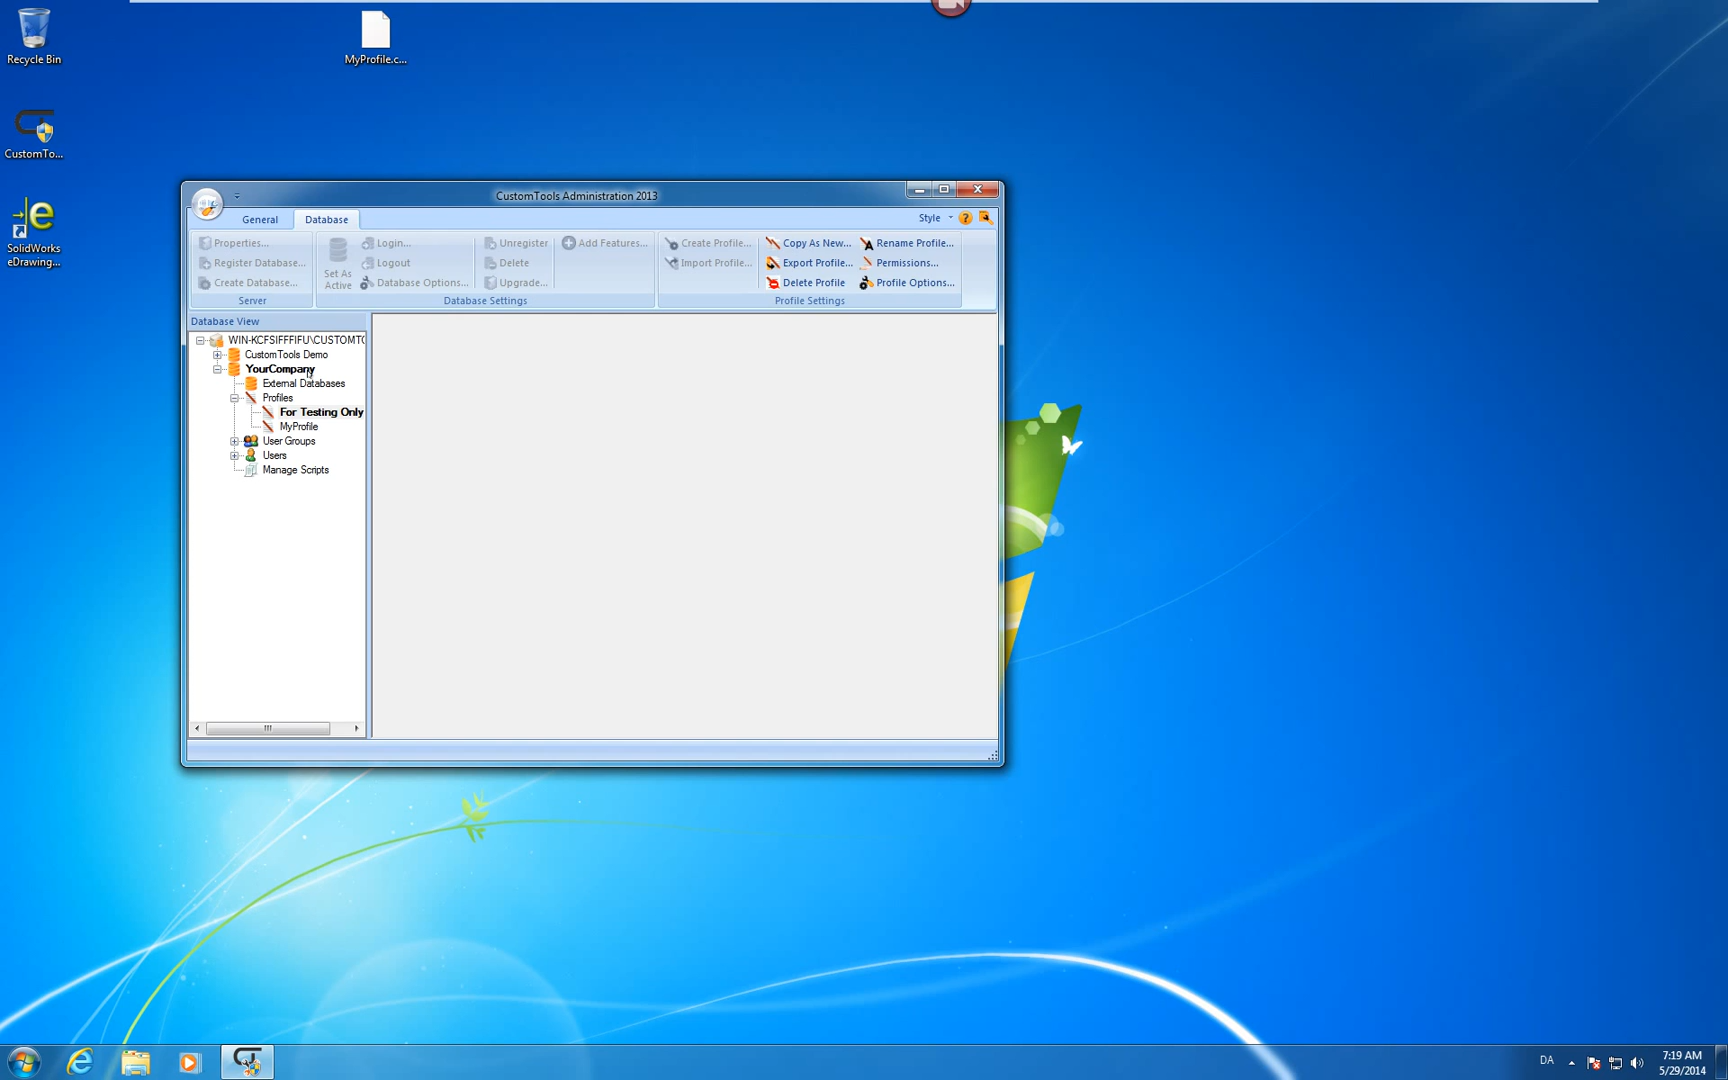 Recycle Bin
MyProfile.c...
CustomTo...
SolidWorks
eDrawing...
CustomTools Administration 2013
General
Database
Style
Properties...
Register Database...
Create Database...
Server
Set As
Active
Login...
Logout
Database Options...
Unregister
Delete
Upgrade...
Add Features...
Database Settings
Create Profile...
Import Profile...
Copy As New...
Export Profile...
Delete Profile
Rename Profile...
Permissions...
Profile Options...
Profile Settings
Database View
WIN-KCFSIFFFIFU\CUSTOMTO
CustomTools Demo
YourCompany
External Databases
Profiles
For Testing Only
MyProfile
User Groups
Users
Manage Scripts
DA
7:19 AM
5/29/2014